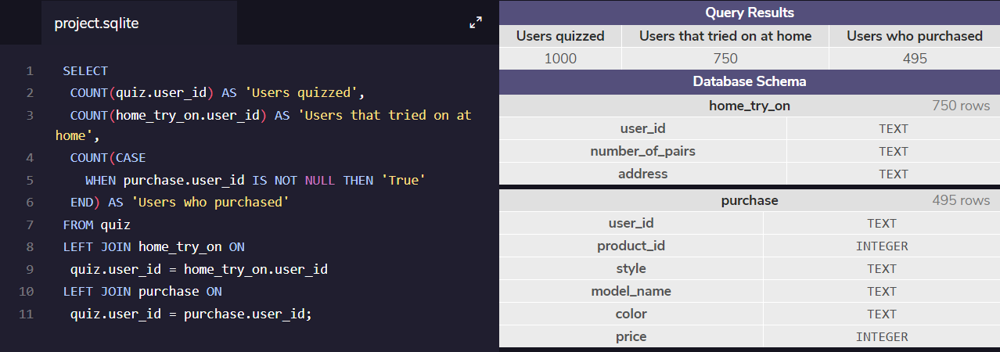 project.sqlite
1 SELECT
2 COUNT(quiz.user_id) AS 'Users quizzed',
3 COUNT(home_try_on.user_id) AS 'Users that tried on at
home',
4 COUNT(CASE
5 WHEN purchase.user_id IS NOT NULL THEN 'True'
6 END) AS 'Users who purchased'
7 FROM quiz
8 LEFT JOIN home_try_on ON
9 quiz.user_id = home_try_on.user_id
10 LEFT JOIN purchase ON
11 quiz.user_id = purchase.user_id;
Query Results
Users quizzed Users that tried on at home Users who purchased
1000 750 495
Database Schema
home_try_on 750 rows
user_id TEXT
number_of_pairs TEXT
address TEXT
purchase 495 rows
user_id TEXT
product_id INTEGER
style TEXT
model_name TEXT
color TEXT
price INTEGER